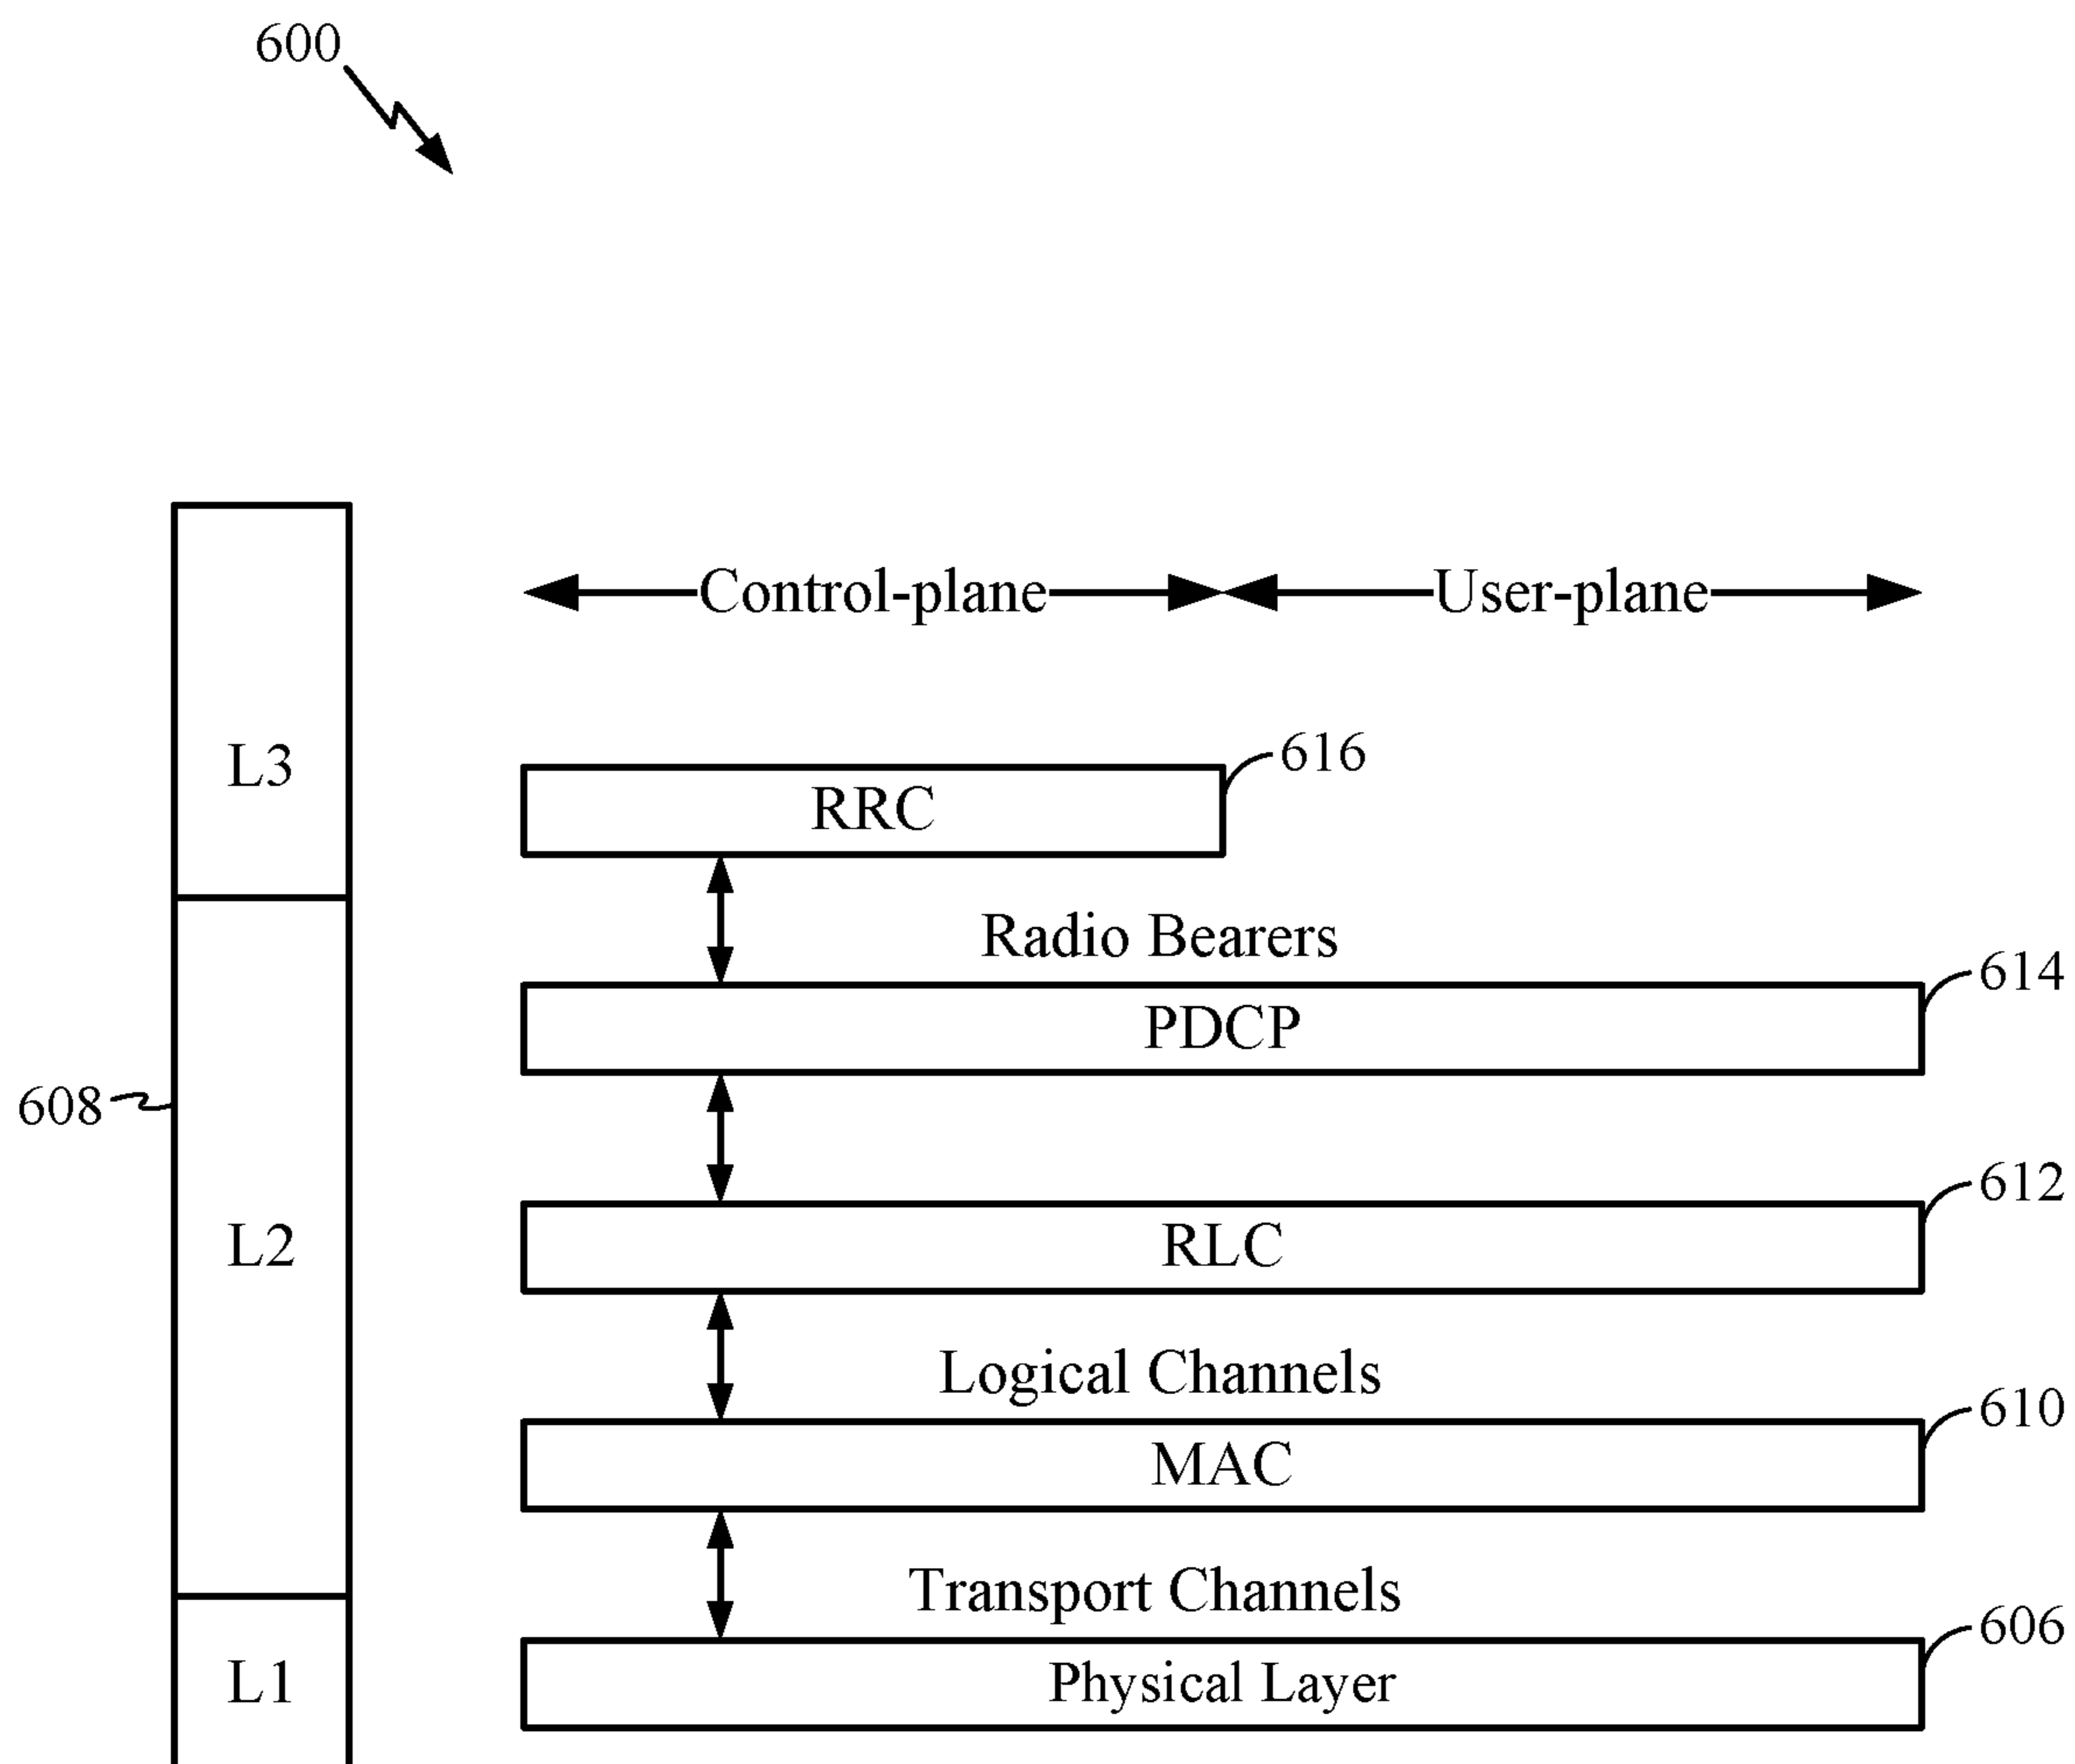 600
Control-plane
User-plane
L3
616
RRC
Radio Bearers
614
PDCP
608
612
L2
RLC
Logical Channels
610
MAC
Transport Channels
606
L1
Physical Layer